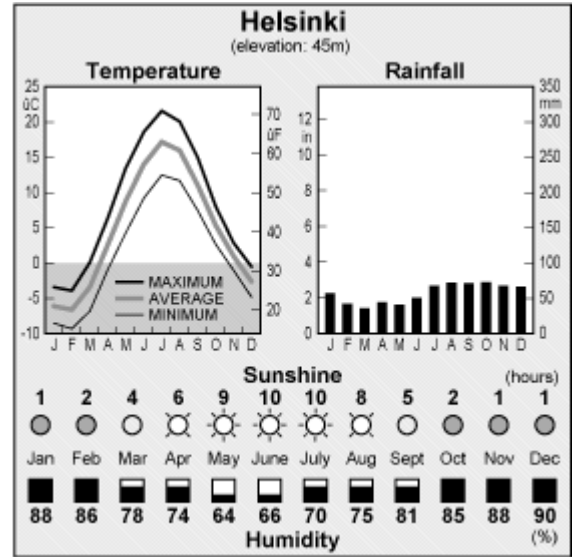 Helsinki
(elevation: 45m)
Temperature
Rainfall
25
ûC
20
15
10
5
0
-5
-10
70
ûF
60
50
40
30
20
MAXIMUM
AVERAGE
MINIMUM
J F M A M J J A S O N D
12
in
10
8
6
4
2
0
350
mm
300
250
200
150
100
50
0
J F M A M J J A S O N D
Sunshine (hours)
1 2 4 6 9 10 10 8 5 2 1 1
Jan Feb Mar Apr May June July Aug Sept Oct Nov Dec
88 86 78 74 64 66 70 75 81 85 88 90
Humidity (%)